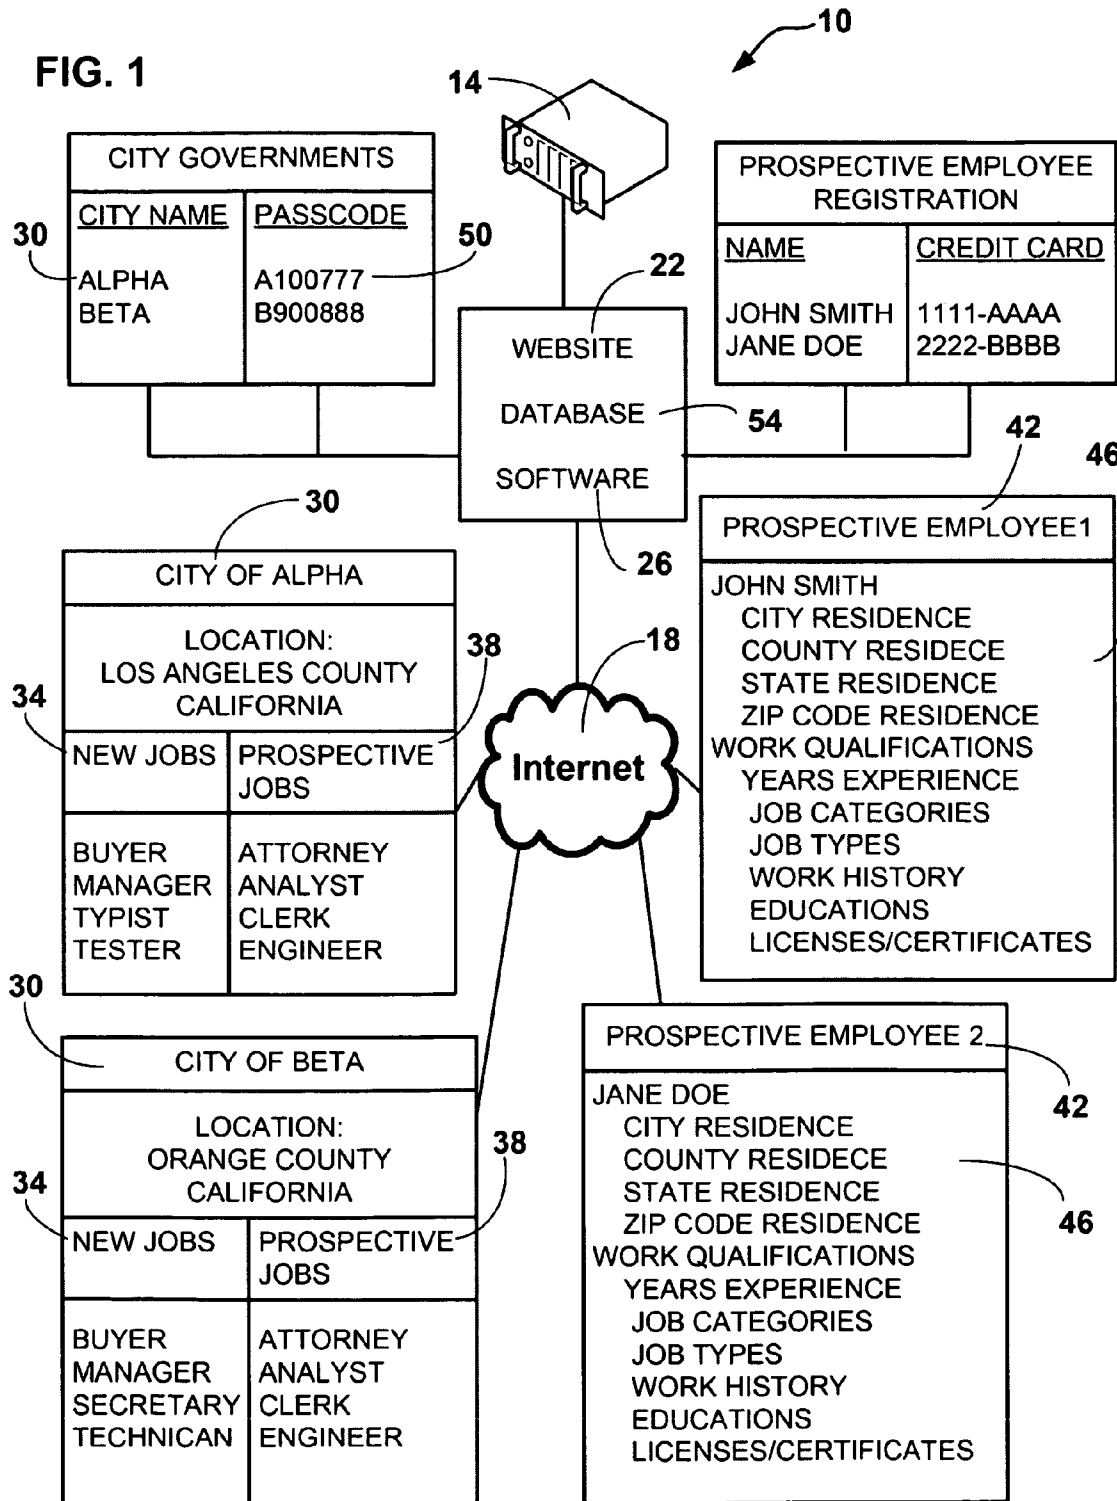 FIG. 1
10
14
CITY GOVERNMENTS
CITY NAME PASSCODE
30
50
ALPHA A100777
BETA B900888
PROSPECTIVE EMPLOYEE
REGISTRATION
NAME CREDIT CARD
JOHN SMITH 1111-AAAA
JANE DOE 2222-BBBB
22
WEBSITE
DATABASE
54
SOFTWARE
26
30
CITY OF ALPHA
LOCATION:
LOS ANGELES COUNTY
CALIFORNIA
38
34
NEW JOBS PROSPECTIVE
JOBS
BUYER ATTORNEY
MANAGER ANALYST
TYPIST CLERK
TESTER ENGINEER
18
Internet
42
46
PROSPECTIVE EMPLOYEE1
JOHN SMITH
CITY RESIDENCE
COUNTY RESIDECE
STATE RESIDENCE
ZIP CODE RESIDENCE
WORK QUALIFICATIONS
YEARS EXPERIENCE
JOB CATEGORIES
JOB TYPES
WORK HISTORY
EDUCATIONS
LICENSES/CERTIFICATES
30
CITY OF BETA
LOCATION:
ORANGE COUNTY
CALIFORNIA
38
34
NEW JOBS PROSPECTIVE
JOBS
BUYER ATTORNEY
MANAGER ANALYST
SECRETARY CLERK
TECHNICAN ENGINEER
PROSPECTIVE EMPLOYEE 2
42
JANE DOE
CITY RESIDENCE
COUNTY RESIDECE
STATE RESIDENCE
46
ZIP CODE RESIDENCE
WORK QUALIFICATIONS
YEARS EXPERIENCE
JOB CATEGORIES
JOB TYPES
WORK HISTORY
EDUCATIONS
LICENSES/CERTIFICATES